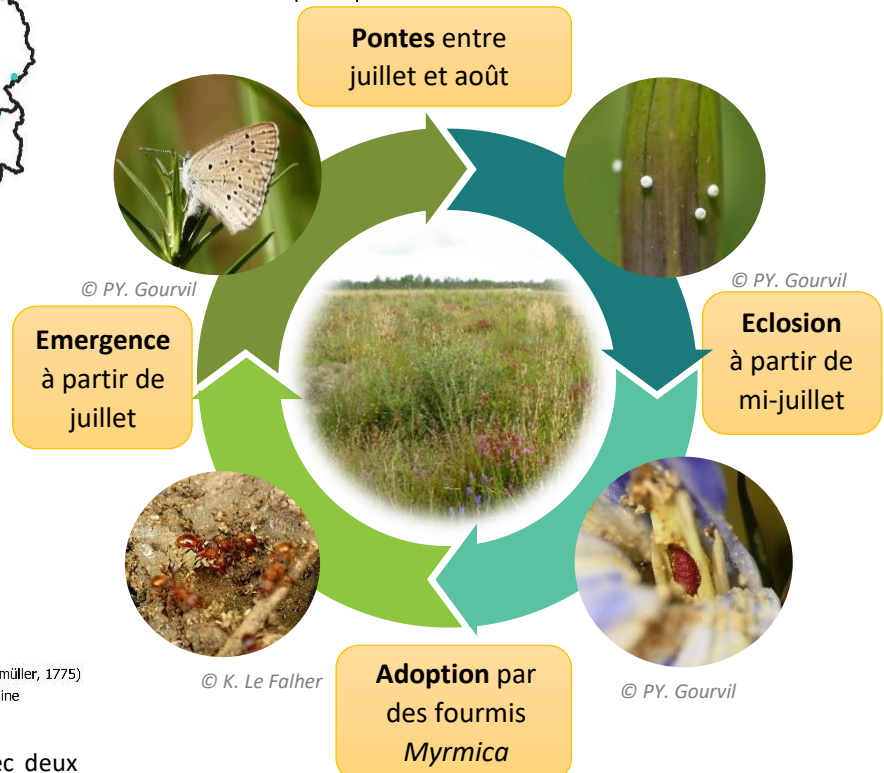 Pontes entre
juillet et août
© PY. Gourvil
© PY. Gourvil
Emergence
à partir de
juillet
Eclosion
à partir de
mi-juillet
© K. Le Falher
© PY. Gourvil
Adoption par
des fourmis
Myrmica
müller, 1775)
ine
ec deux